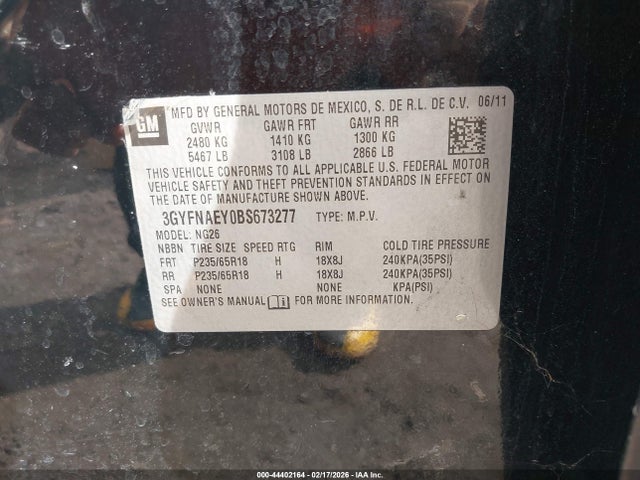 GM
MFD BY GENERAL MOTORS DE MEXICO, S. DE R.L. DE C.V. 06/11
GVWR GAWR FRT GAWR RR
2480 KG 1410 KG 1300 KG
5467 LB 3108 LB 2866 LB
THIS VEHICLE CONFORMS TO ALL APPLICABLE U.S. FEDERAL MOTOR
VEHICLE SAFETY AND THEFT PREVENTION STANDARDS IN EFFECT ON
THE DATE OF MANUFACTURE SHOWN ABOVE.
3GYFNAEY0BS673277 TYPE: M.P.V.
MODEL: NG26
NBBN TIRE SIZE SPEED RTG RIM COLD TIRE PRESSURE
FRT P235/65R18 H 18X8J 240KPA(35PSI)
RR P235/65R18 H 18X8J 240KPA(35PSI)
SPA NONE NONE KPA(PSI)
SEE OWNER'S MANUAL FOR MORE INFORMATION.
000-44402164 - 02/17/2026 - IAA Inc.